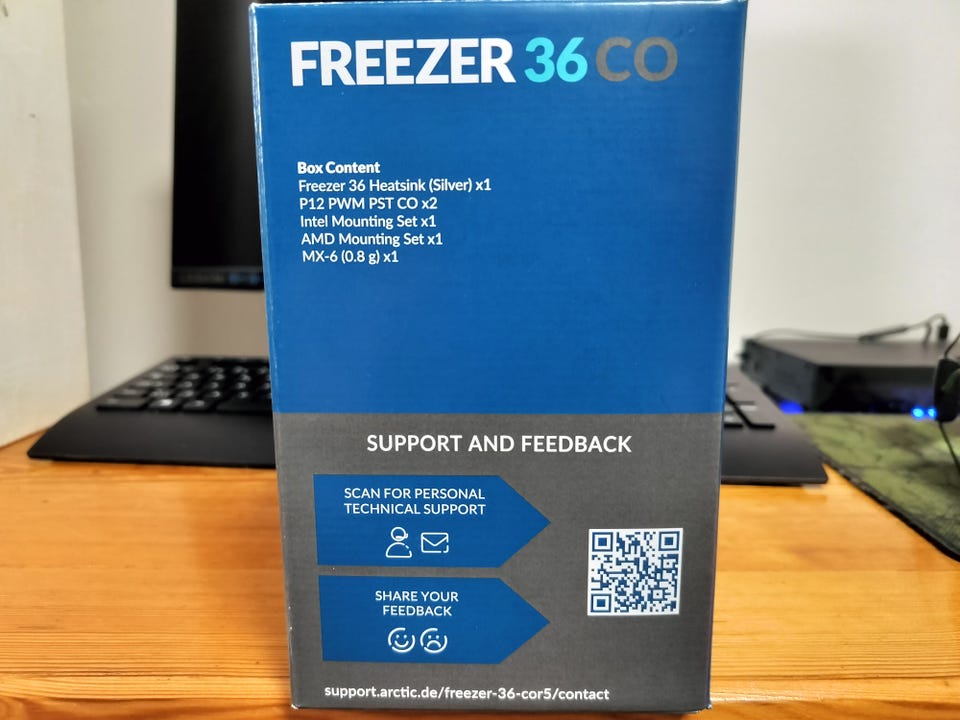 FREEZER 36 CO
Box Content
Freezer 36 Heatsink (Silver) x1
P12 PWM PST CO x2
Intel Mounting Set x1
AMD Mounting Set x1
MX-6 (0.8 g) x1
SUPPORT AND FEEDBACK
SCAN FOR PERSONAL
TECHNICAL SUPPORT
SHARE YOUR
FEEDBACK
support.arctic.de/freezer-36-cor5/contact